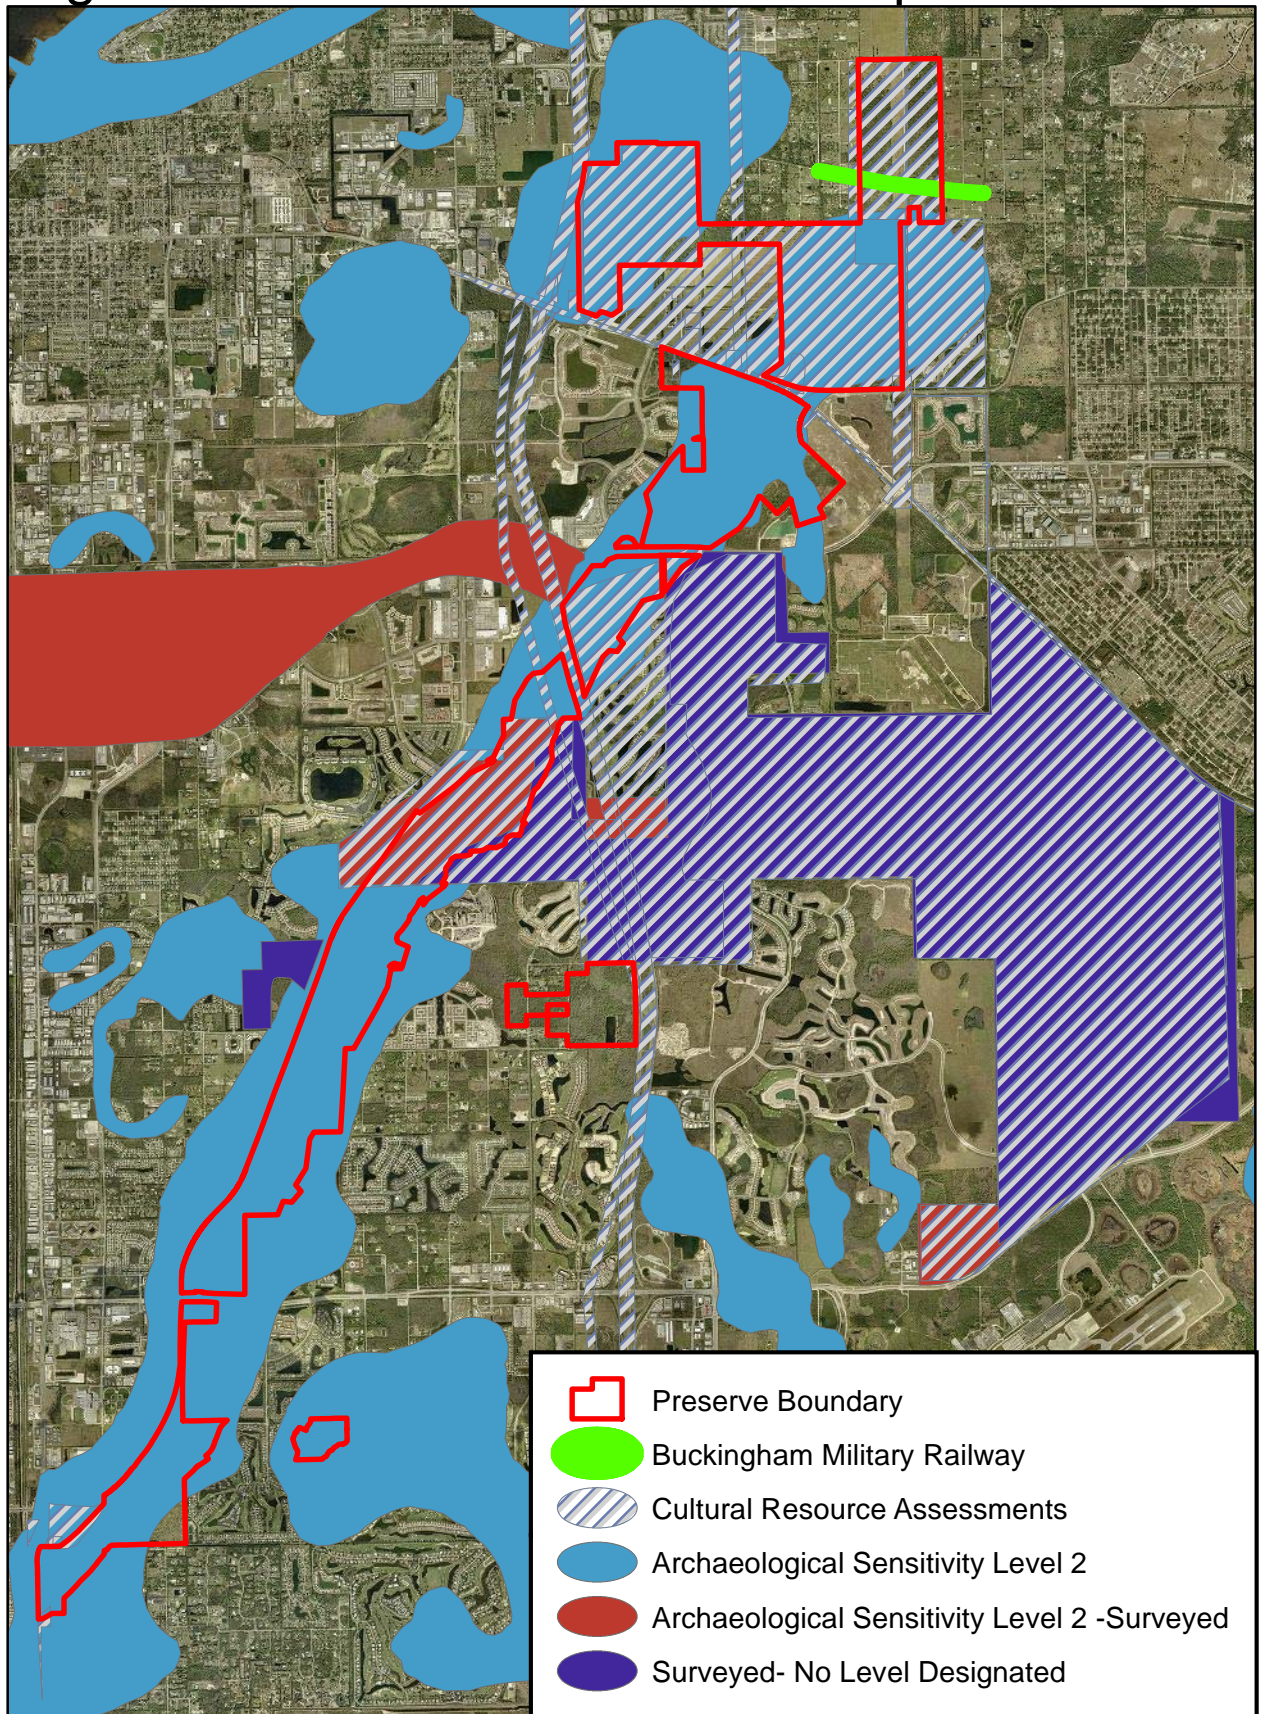 Preserve Boundary
Buckingham Military Railway
Cultural Resource Assessments
Archaeological Sensitivity Level 2
Archaeological Sensitivity Level 2 -Surveyed
Surveyed- No Level Designated